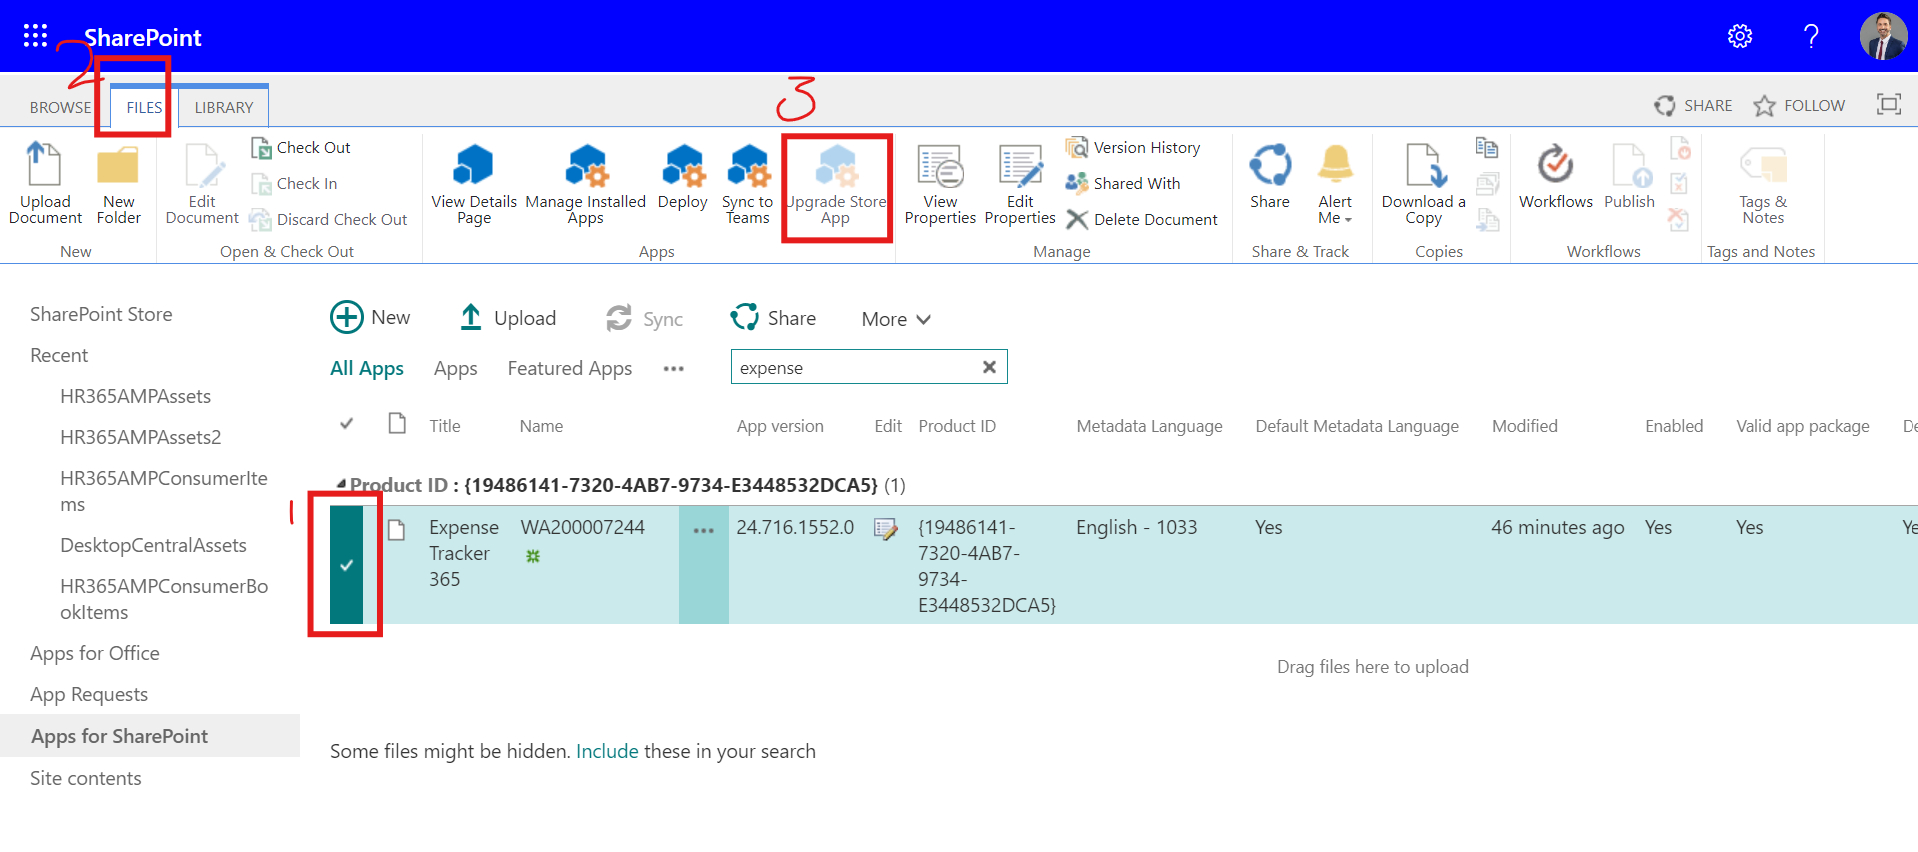 SharePoint
2
3
BROWSE FILES LIBRARY
SHARE FOLLOW
Upload Document
New Folder
New
Edit Document
Check Out
Check In
Discard Check Out
Open & Check Out
View Details Page
Manage Installed Apps
Deploy
Sync to Teams
Upgrade Store App
Apps
View Properties
Edit Properties
Version History
Shared With
Delete Document
Manage
Share
Alert Me
Share & Track
Download a Copy
Copies
Workflows
Publish
Workflows
Tags & Notes
Tags and Notes
SharePoint Store
Recent
HR365AMPAssets
HR365AMPAssets2
HR365AMPConsumerIte
ms
DesktopCentralAssets
HR365AMPConsumerBo
okItems
Apps for Office
App Requests
Apps for SharePoint
Site contents
New Upload Sync Share More
All Apps Apps Featured Apps ... expense
Title Name App version Edit Product ID Metadata Language Default Metadata Language Modified Enabled Valid app package De
Product ID : {19486141-7320-4AB7-9734-E3448532DCA5} (1)
1
Expense Tracker 365
WA200007244
...
24.716.1552.0
{19486141-
7320-4AB7-
9734-
E3448532DCA5}
English - 1033
Yes
46 minutes ago
Yes
Yes
Ye
Drag files here to upload
Some files might be hidden. Include these in your search